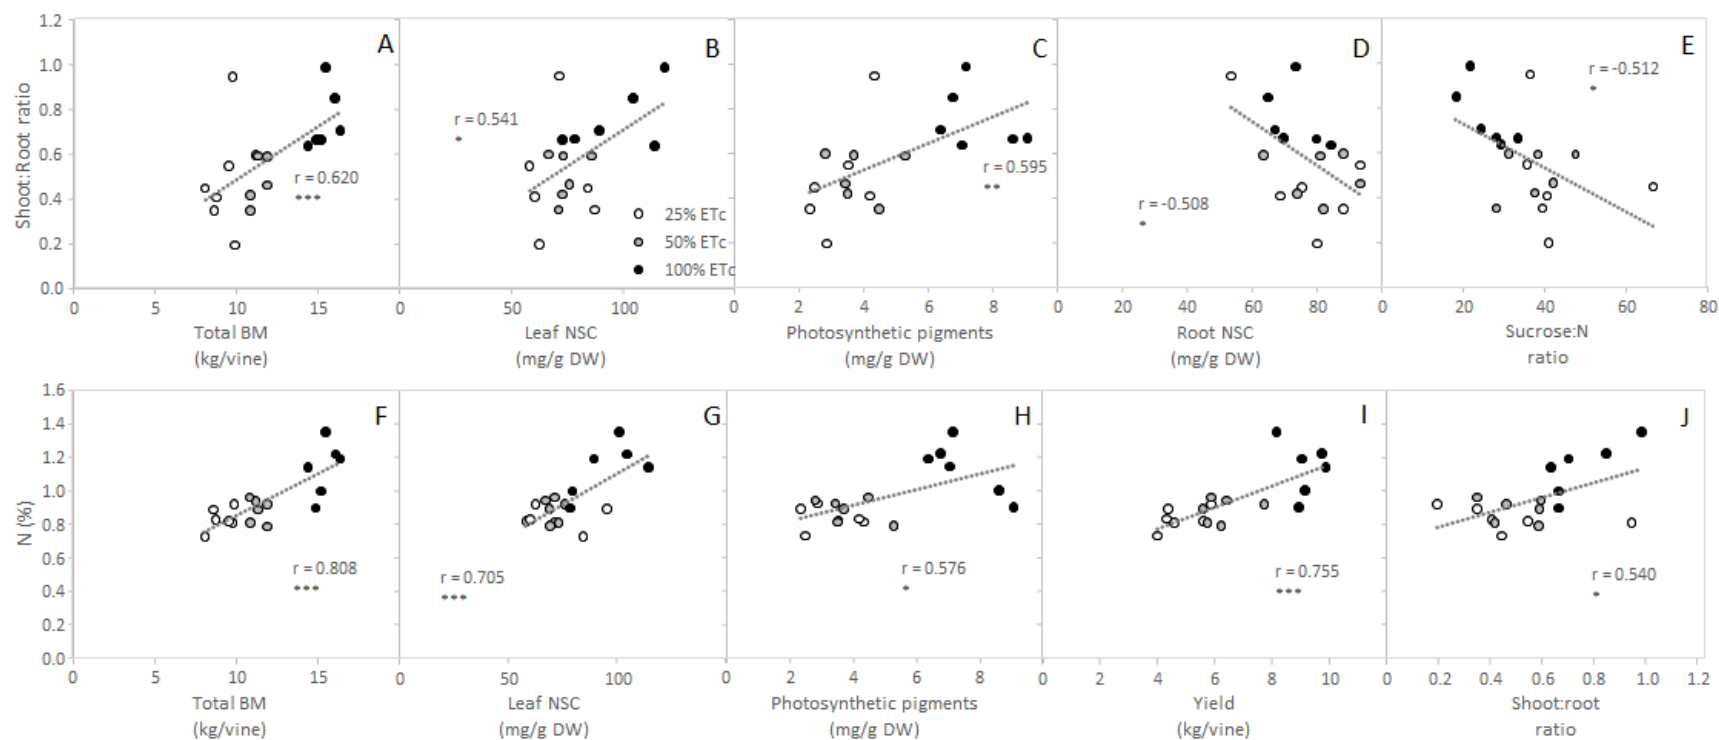 Shoot:Root ratio
1.2
1.0
0.8
0.6
0.4
0.2
0.0
A
r = 0.620
***
0 5 10 15
Total BM
(kg/vine)
B
r = 0.541
*
25% ETc
50% ETc
100% ETc
0 50 100
Leaf NSC
(mg/g DW)
C
r = 0.595
**
0 2 4 6 8
Photosynthetic pigments
(mg/g DW)
D
r = -0.508
*
0 20 40 60 80
Root NSC
(mg/g DW)
E
r = -0.512
*
0 20 40 60 80
Sucrose:N
ratio
N (%)
1.6
1.4
1.2
1.0
0.8
0.6
0.4
0.2
0.0
F
r = 0.808
***
0 5 10 15
Total BM
(kg/vine)
G
r = 0.705
***
0 50 100
Leaf NSC
(mg/g DW)
H
r = 0.576
*
0 2 4 6 8
Photosynthetic pigments
(mg/g DW)
I
r = 0.755
***
0 4 6 8 10
Yield
(kg/vine)
J
r = 0.540
*
0 0.2 0.4 0.6 0.8 1.0 1.2
Shoot:root
ratio